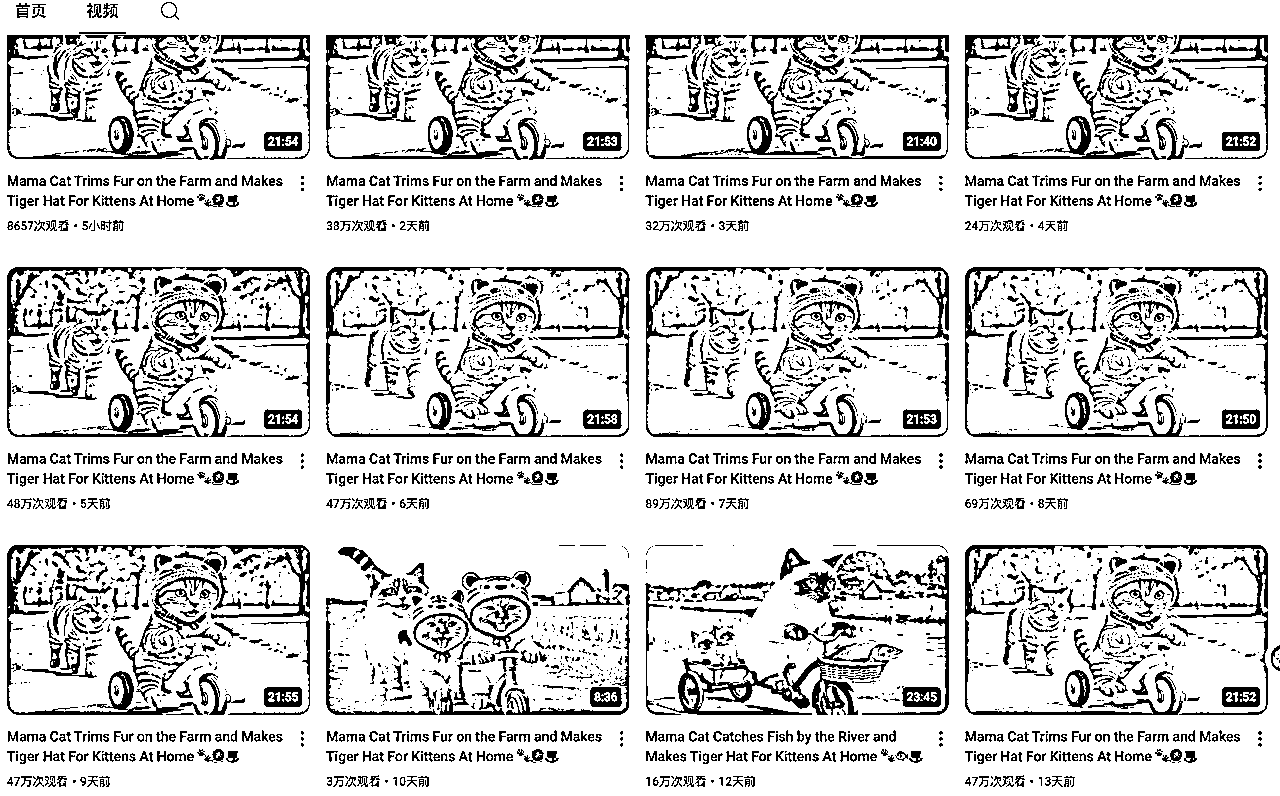 首页 视频
21:54 21:53 21:40 21:52
Mama Cat Trims Fur on the Farm and Makes
Tiger Hat For Kittens At Home 🐾🦁🐯
8657次观看・5小时前
Mama Cat Trims Fur on the Farm and Makes
Tiger Hat For Kittens At Home
38万次观看・2天前
Mama Cat Trims Fur on the Farm and Makes
Tiger Hat For Kittens At Home
32万次观看・3天前
Mama Cat Trims Fur on the Farm and Makes
Tiger Hat For Kittens At Home
24万次观看・4天前
21:54 21:58 21:53 21:50
Mama Cat Trims Fur on the Farm and Makes
Tiger Hat For Kittens At Home
48万次观看・5天前
Mama Cat Trims Fur on the Farm and Makes
Tiger Hat For Kittens At Home
47万次观看・6天前
Mama Cat Trims Fur on the Farm and Makes
Tiger Hat For Kittens At Home
89万次观看・7天前
Mama Cat Trims Fur on the Farm and Makes
Tiger Hat For Kittens At Home
69万次观看・8天前
21:55 8:36 23:45 21:52
Mama Cat Trims Fur on the Farm and Makes
Tiger Hat For Kittens At Home
47万次观看・9天前
Mama Cat Trims Fur on the Farm and Makes
Tiger Hat For Kittens At Home
3万次观看・10天前
Mama Cat Catches Fish by the River and
Makes Tiger Hat For Kittens At Home
16万次观看・12天前
Mama Cat Trims Fur on the Farm and Makes
Tiger Hat For Kittens At Home
47万次观看・13天前